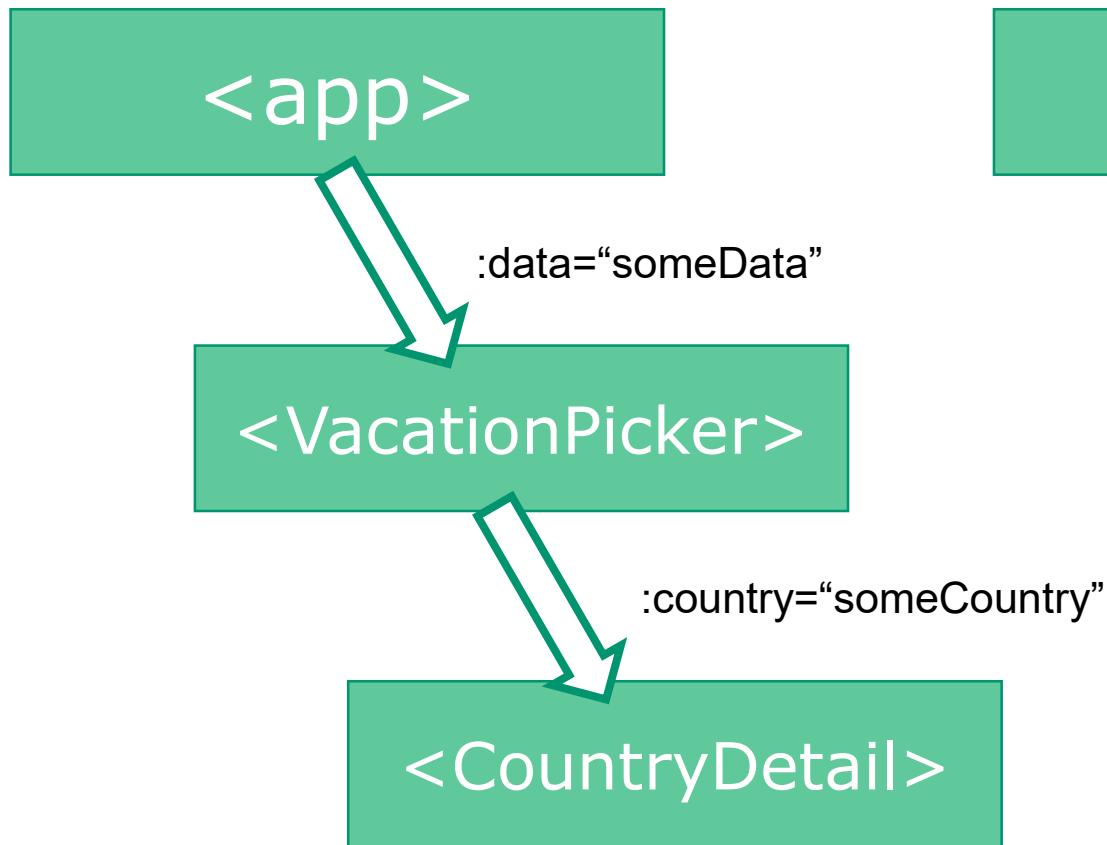 <app>
:data=“someData”
<VacationPicker>
:country=“someCountry”
<CountryDetail>